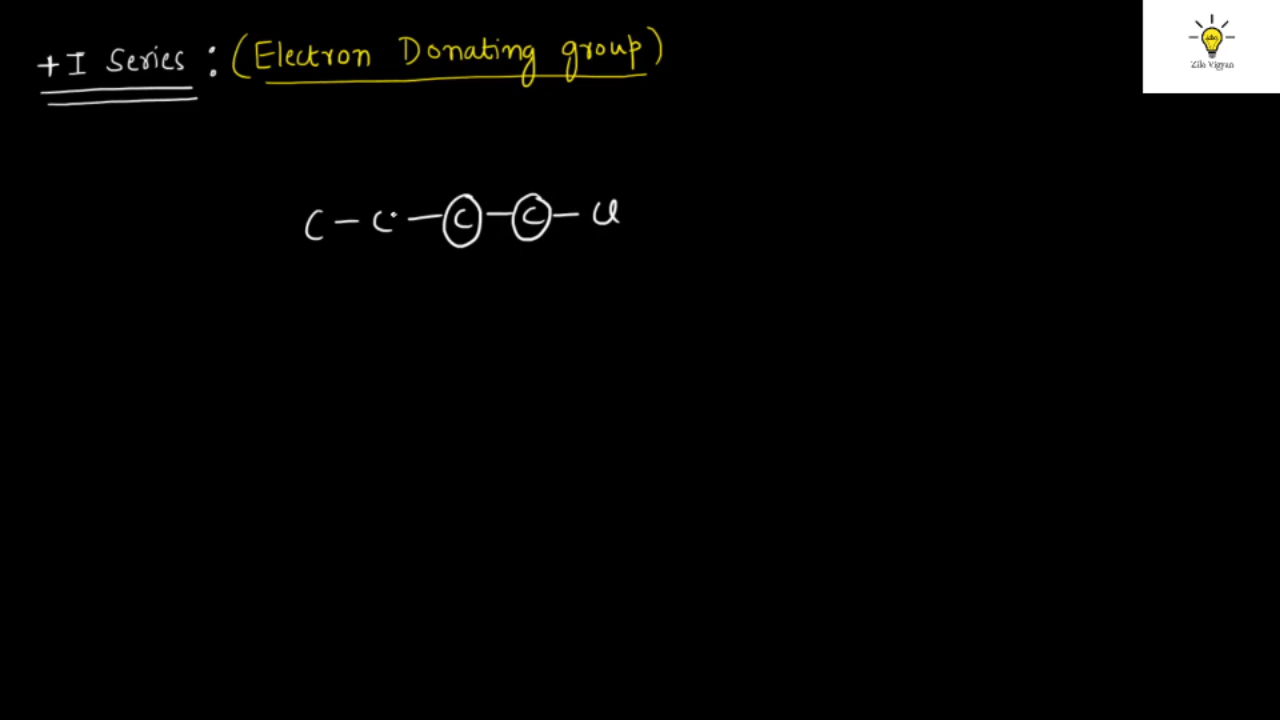 +I Series : (Electron Donating group)
C - C - C - C - Cl
Zila Vigyan